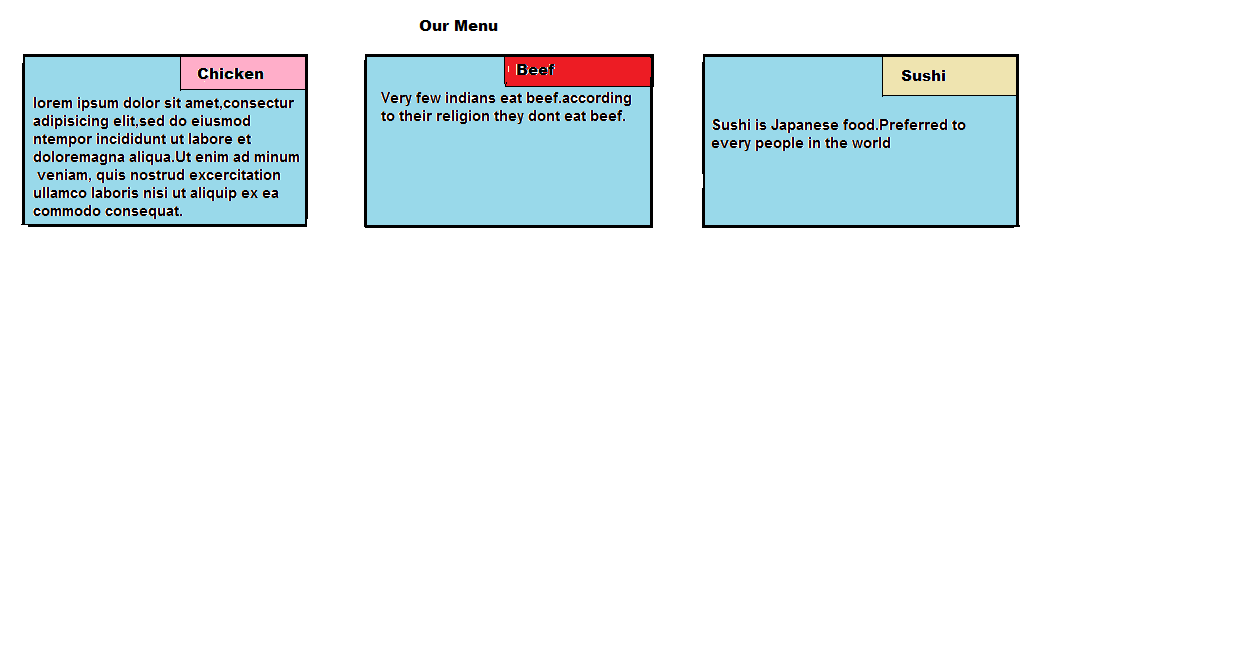 Our Menu
Chicken
lorem ipsum dolor sit amet,consectur
adipisicing elit,sed do eiusmod
ntempor incididunt ut labore et
doloremagna aliqua.Ut enim ad minum
veniam, quis nostrud excercitation
ullamco laboris nisi ut aliquip ex ea
commodo consequat.
Beef
Very few indians eat beef.according
to their religion they dont eat beef.
Sushi
Sushi is Japanese food.Preferred to
every people in the world